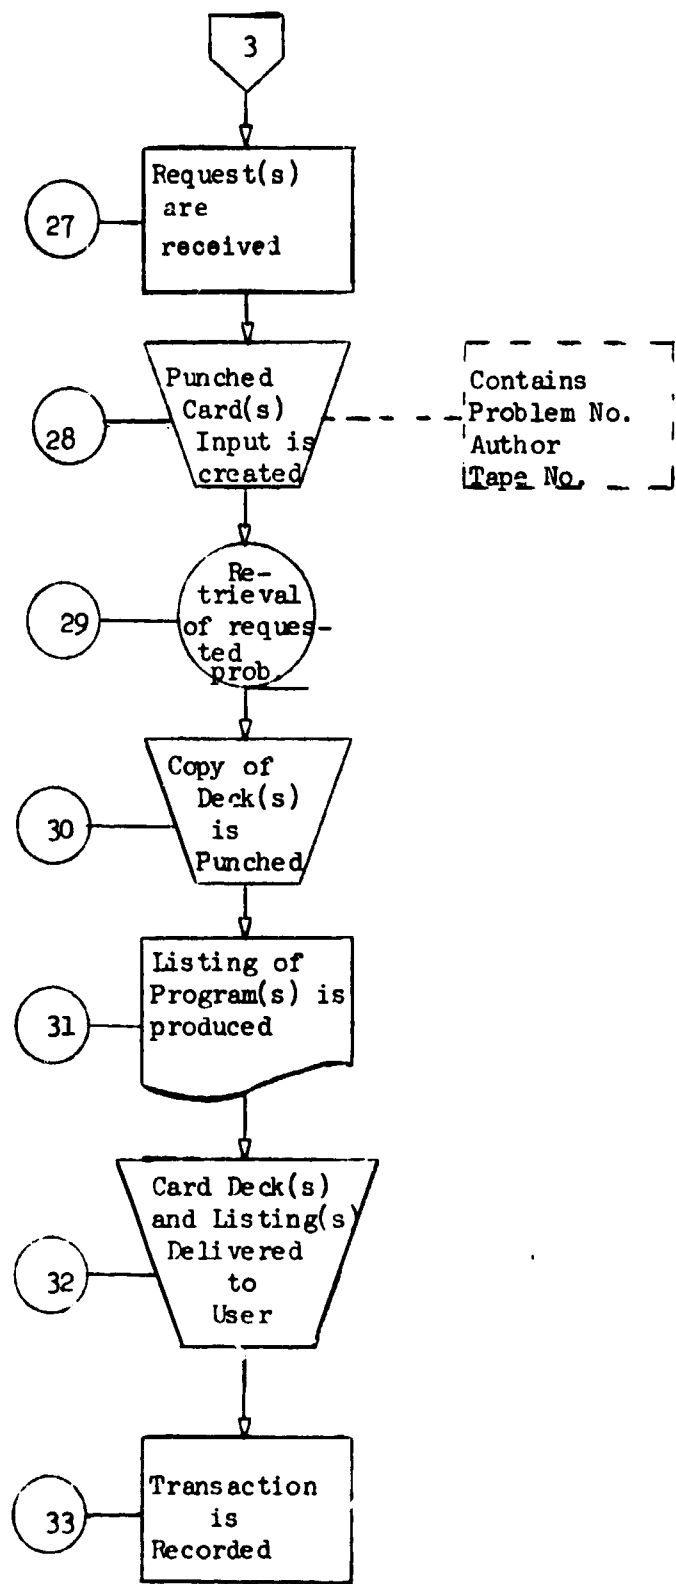 3
27
Request(s)
are
received
28
Punched
Card(s)
Input is
created
Contains
Problem No.
Author
Tape No.
29
Re-
trieval
of reques-
ted
prob.
30
Copy of
Deck(s)
is
Punched
31
Listing of
Program(s) is
produced
32
Card Deck(s)
and Listing(s)
Delivered
to
User
33
Transaction
is
Recorded